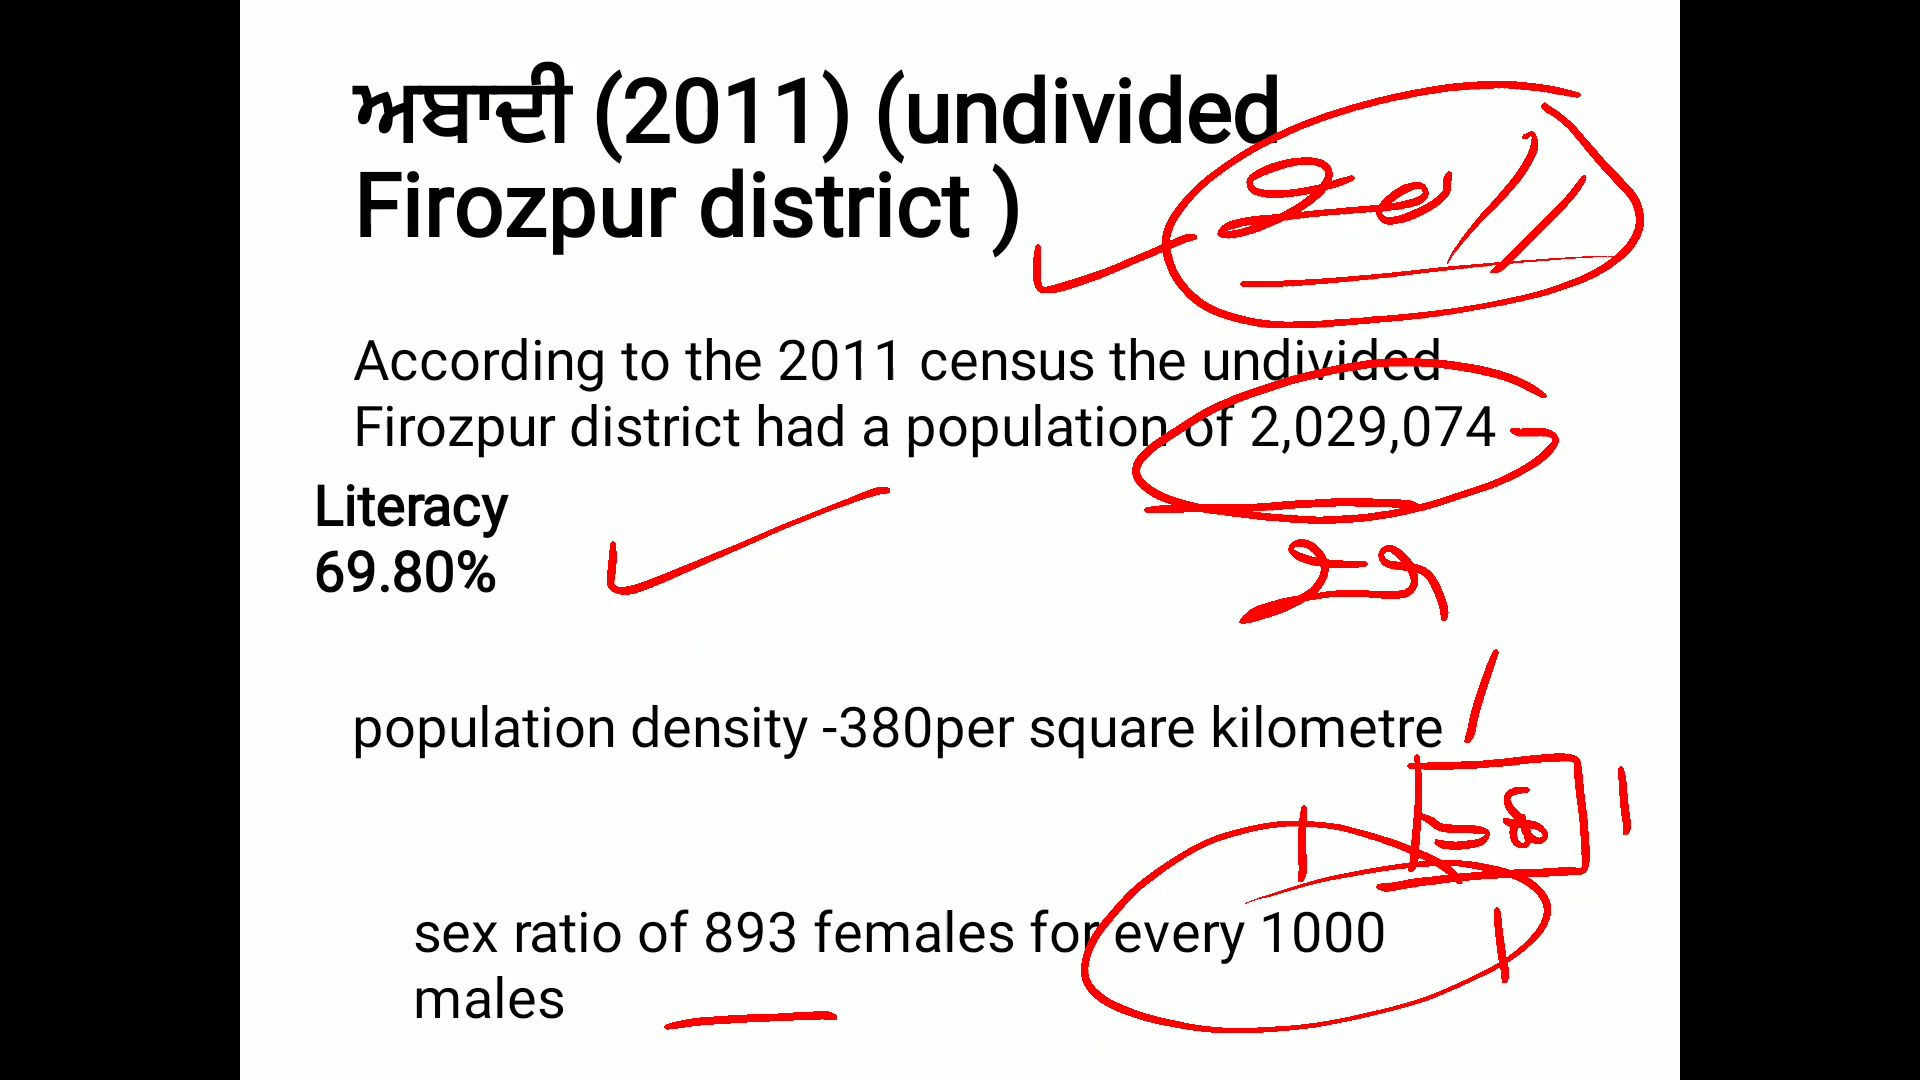 ਅਬਾਦੀ (2011) (undivided
Firozpur district )
2011
According to the 2011 census the undivided
Firozpur district had a population of 2,029,074
Literacy
69.80%
population density -380per square kilometre
sex ratio of 893 females for every 1000
males